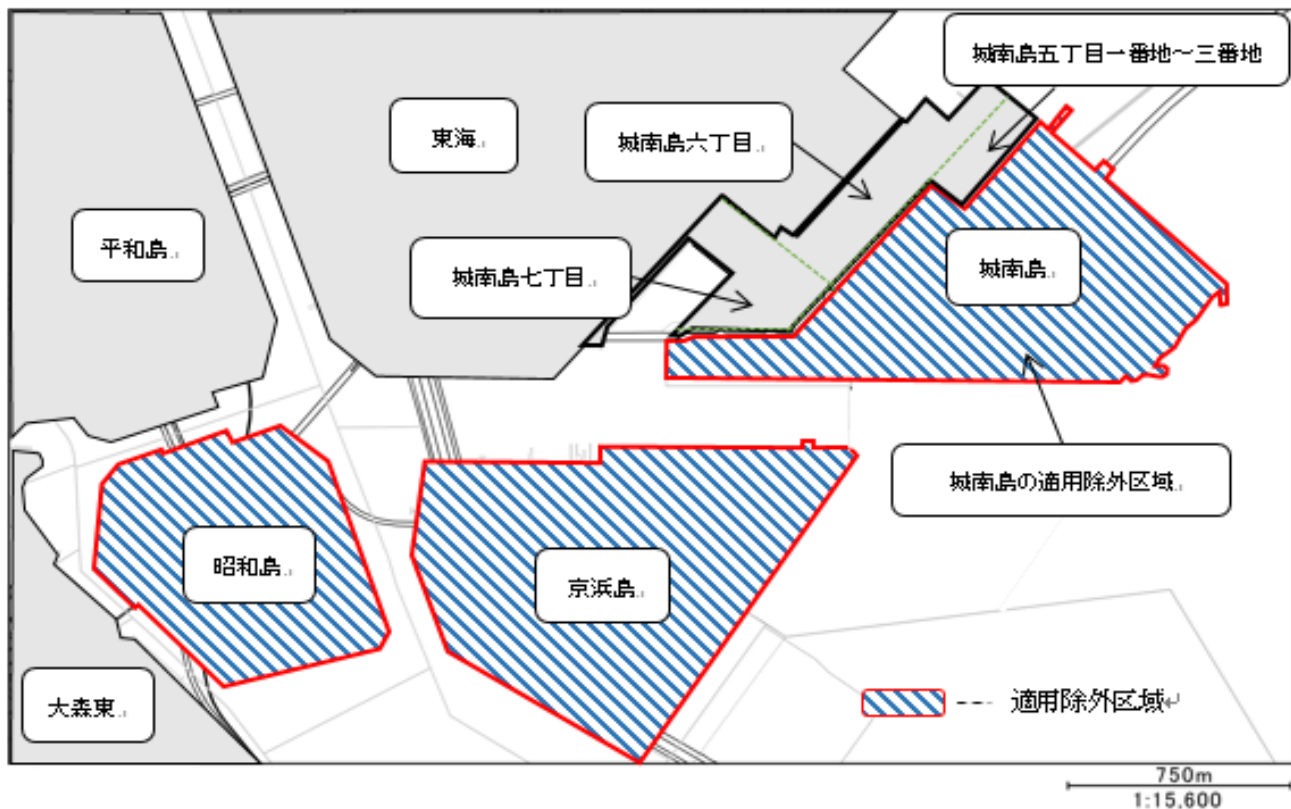 城南島五丁目一番地～三番地
東海
城南島六丁目
平和島
城南島七丁目
城南島
城南島の適用除外区域
昭和島
京浜島
大森東
適用除外区域↵
750m
1:15,600